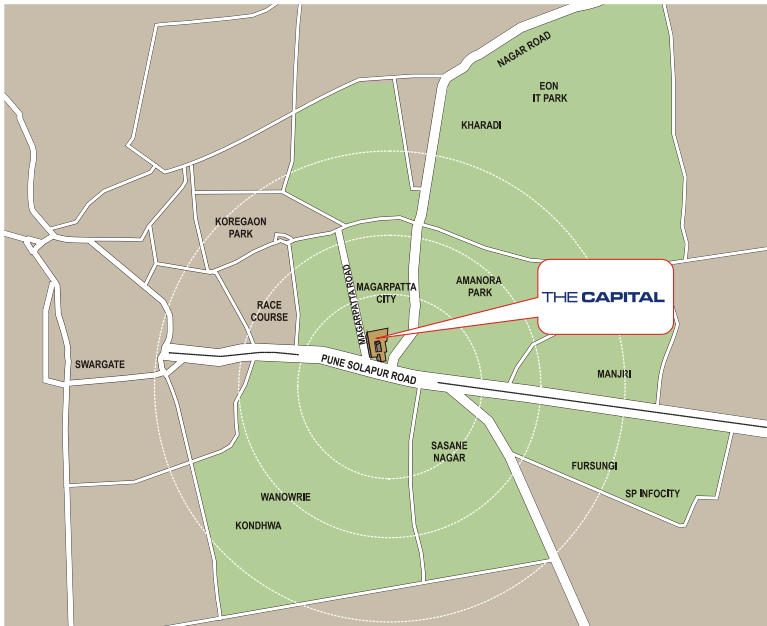 NAGAR ROAD
EON
IT PARK
KHARADI
KOREGAON
PARK
MAGARPATTA ROAD
MAGARPATTA
CITY
AMANORA
PARK
THE CAPITAL
RACE
COURSE
SWARGATE
PUNE SOLAPUR ROAD
MANJRI
SASANE
NAGAR
FURSUNGI
SP INFOCITY
WANOWRIE
KONDHWA